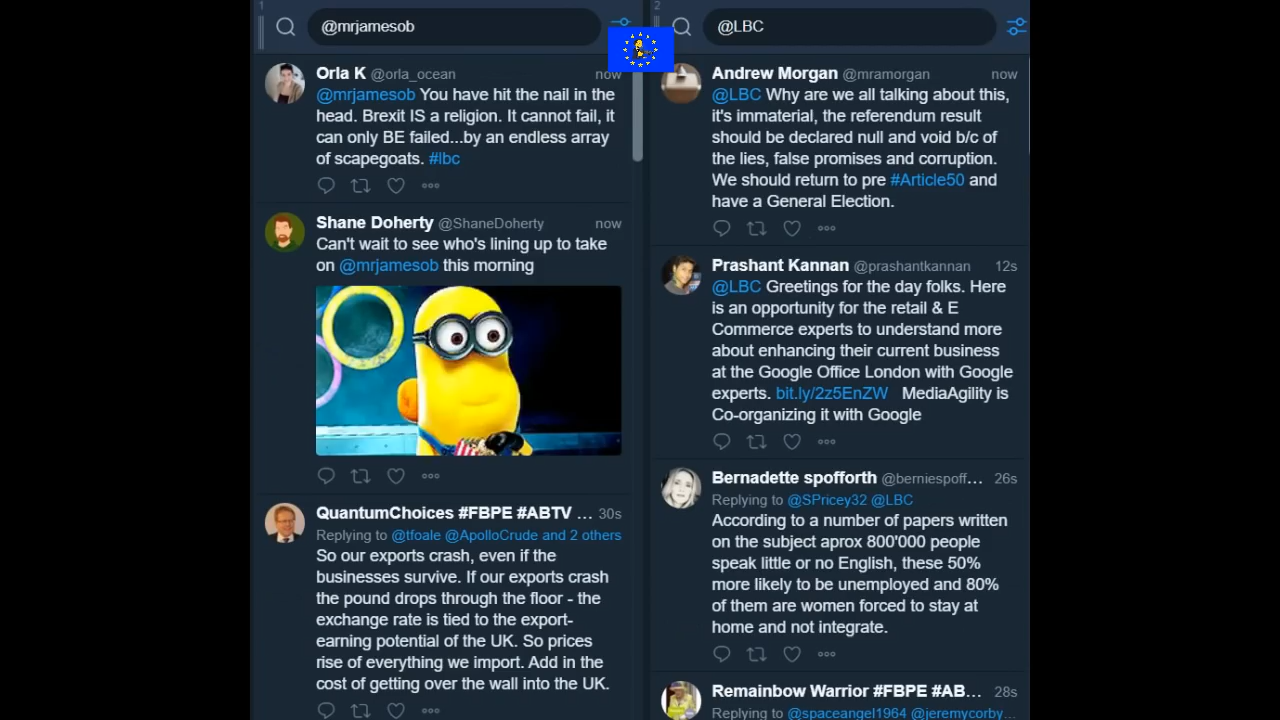 1
@mrjamesob
Orla K @orla_ocean now
@mrjamesob You have hit the nail in the
head. Brexit IS a religion. It cannot fail, it
can only BE failed...by an endless array
of scapegoats. #lbc
Shane Doherty @ShaneDoherty now
Can't wait to see who's lining up to take
on @mrjamesob this morning
QuantumChoices #FBPE #ABTV ... 30s
Replying to @tfoale @ApolloCrude and 2 others
So our exports crash, even if the
businesses survive. If our exports crash
the pound drops through the floor - the
exchange rate is tied to the export-
earning potential of the UK. So prices
rise of everything we import. Add in the
cost of getting over the wall into the UK.
2
@LBC
Andrew Morgan @mramorgan now
@LBC Why are we all talking about this,
it's immaterial, the referendum result
should be declared null and void b/c of
the lies, false promises and corruption.
We should return to pre #Article50 and
have a General Election.
Prashant Kannan @prashantkannan 12s
@LBC Greetings for the day folks. Here
is an opportunity for the retail & E
Commerce experts to understand more
about enhancing their current business
at the Google Office London with Google
experts. bit.ly/2z5EnZW MediaAgility is
Co-organizing it with Google
Bernadette spofforth @berniespoff... 26s
Replying to @SPricey32 @LBC
According to a number of papers written
on the subject aprox 800'000 people
speak little or no English, these 50%
more likely to be unemployed and 80%
of them are women forced to stay at
home and not integrate.
Remainbow Warrior #FBPE #AB... 28s
Replying to @spaceangel1964 @jeremycorby...